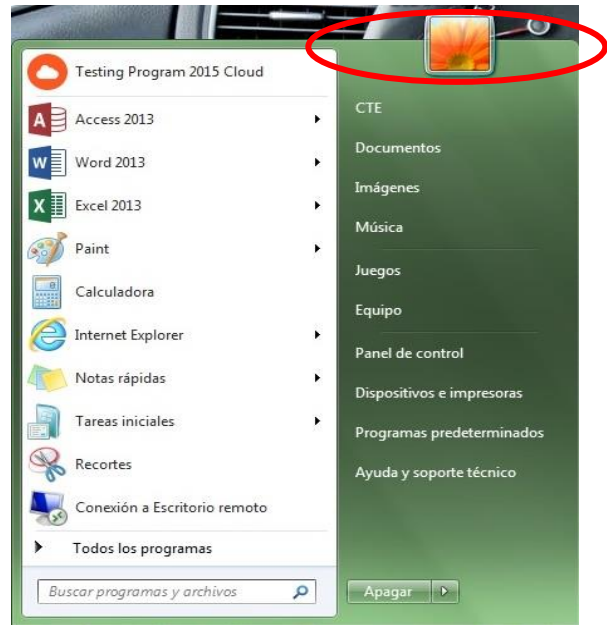 Testing Program 2015 Cloud
Access 2013
Word 2013
Excel 2013
Paint
Calculadora
Internet Explorer
Notas rápidas
Tareas iniciales
Recortes
Conexión a Escritorio remoto
Todos los programas
Buscar programas y archivos
CTE
Documentos
Imágenes
Música
Juegos
Equipo
Panel de control
Dispositivos e impresoras
Programas predeterminados
Ayuda y soporte técnico
Apagar